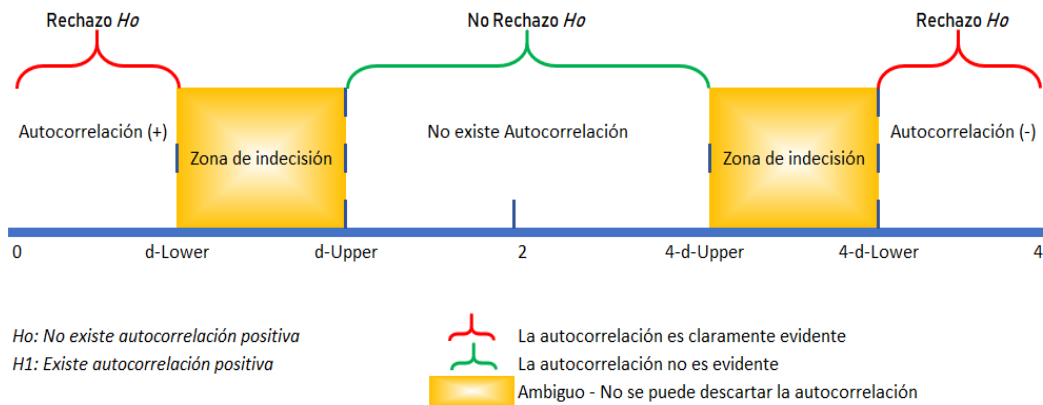 Rechazo Ho
No Rechazo Ho
Rechazo Ho
Autocorrelación (+)
Zona de indecisión
No existe Autocorrelación
Zona de indecisión
Autocorrelación (-)
0
d-Lower
d-Upper
2
4-d-Upper
4-d-Lower
4
Ho: No existe autocorrelación positiva
H1: Existe autocorrelación positiva
La autocorrelación es claramente evidente
La autocorrelación no es evidente
Ambiguo - No se puede descartar la autocorrelación